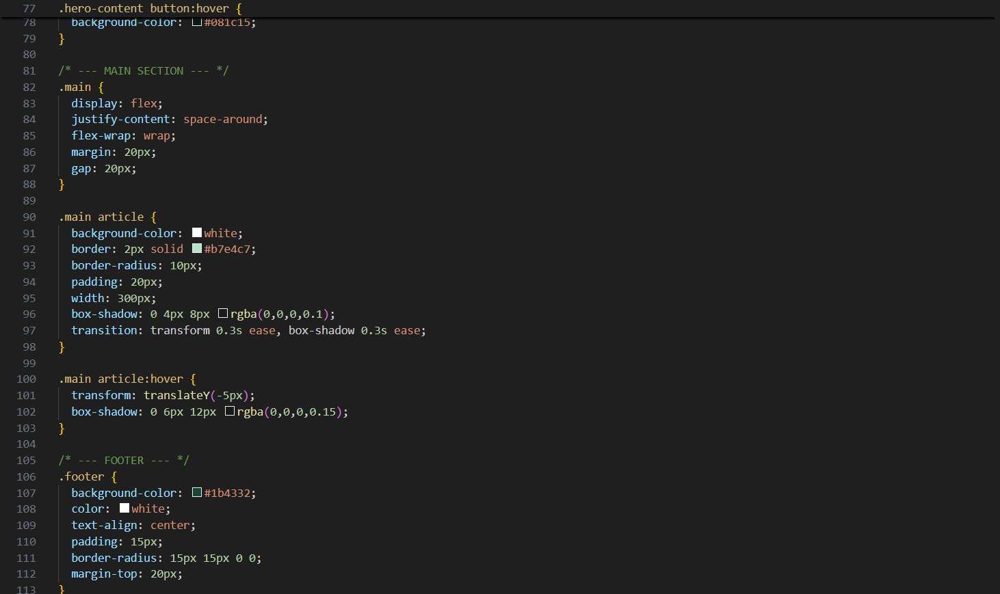 77 .hero-content button:hover {
78 background-color: #081c15;
79 }
80
81 /* --- MAIN SECTION --- */
82 .main {
83 display: flex;
84 justify-content: space-around;
85 flex-wrap: wrap;
86 margin: 20px;
87 gap: 20px;
88 }
89
90 .main article {
91 background-color: white;
92 border: 2px solid #b7e4c7;
93 border-radius: 10px;
94 padding: 20px;
95 width: 300px;
96 box-shadow: 0 4px 8px rgba(0,0,0,0.1);
97 transition: transform 0.3s ease, box-shadow 0.3s ease;
98 }
99
100 .main article:hover {
101 transform: translateY(-5px);
102 box-shadow: 0 6px 12px rgba(0,0,0,0.15);
103 }
104
105 /* --- FOOTER --- */
106 .footer {
107 background-color: #1b4332;
108 color: white;
109 text-align: center;
110 padding: 15px;
111 border-radius: 15px 15px 0 0;
112 margin-top: 20px;
113 }